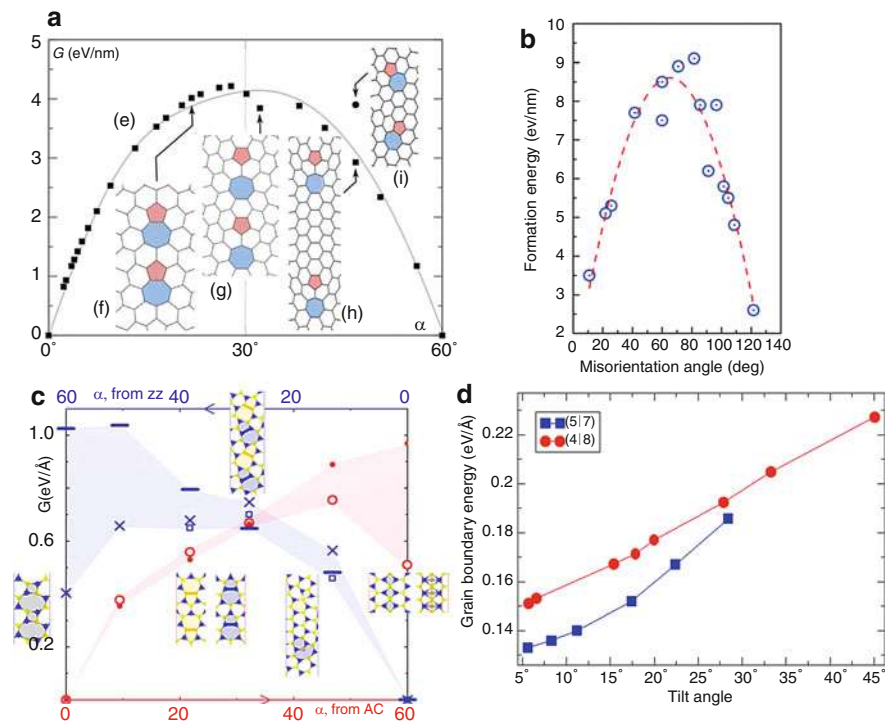 a
5
G (eV/nm)
4
(e)
3
(i)
2
1
(g)
(f)
(h)
0
α
0° 30° 60°
b
10
9
8
7
6
5
4
3
2
Formation energy (ev/nm)
0 20 40 60 80 100 120 140
Misorientation angle (deg)
c
60 α, from zz 40 20 0
1.0
G(eV/Å)
0.6
0.2
0 20 40 α, from AC 60
d
(5|7)
(4|8)
0.22
0.20
0.18
0.16
0.14
Grain boundary energy (eV/Å)
5° 10° 15° 20° 25° 30° 35° 40° 45°
Tilt angle